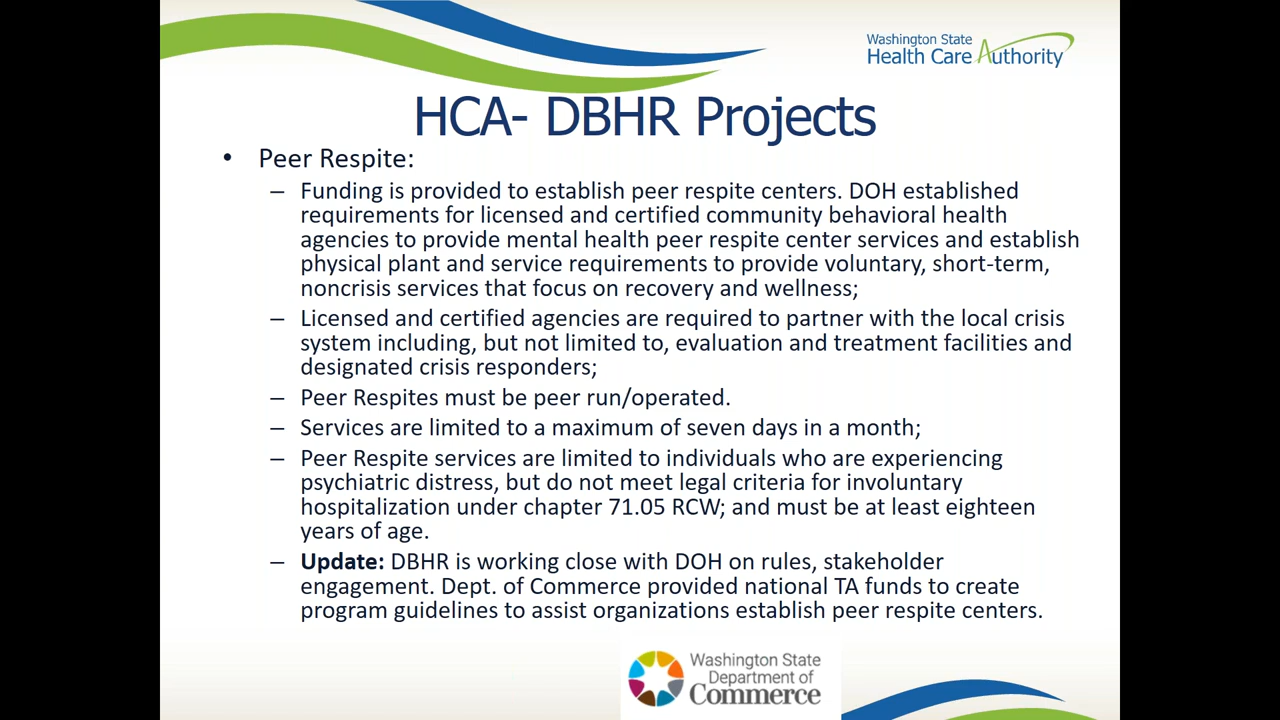 Washington State
Health Care Authority
HCA- DBHR Projects
• Peer Respite:
– Funding is provided to establish peer respite centers. DOH established
requirements for licensed and certified community behavioral health
agencies to provide mental health peer respite center services and establish
physical plant and service requirements to provide voluntary, short-term,
noncrisis services that focus on recovery and wellness;
– Licensed and certified agencies are required to partner with the local crisis
system including, but not limited to, evaluation and treatment facilities and
designated crisis responders;
– Peer Respites must be peer run/operated.
– Services are limited to a maximum of seven days in a month;
– Peer Respite services are limited to individuals who are experiencing
psychiatric distress, but do not meet legal criteria for involuntary
hospitalization under chapter 71.05 RCW; and must be at least eighteen
years of age.
– Update: DBHR is working close with DOH on rules, stakeholder
engagement. Dept. of Commerce provided national TA funds to create
program guidelines to assist organizations establish peer respite centers.
Washington State
Department of
Commerce